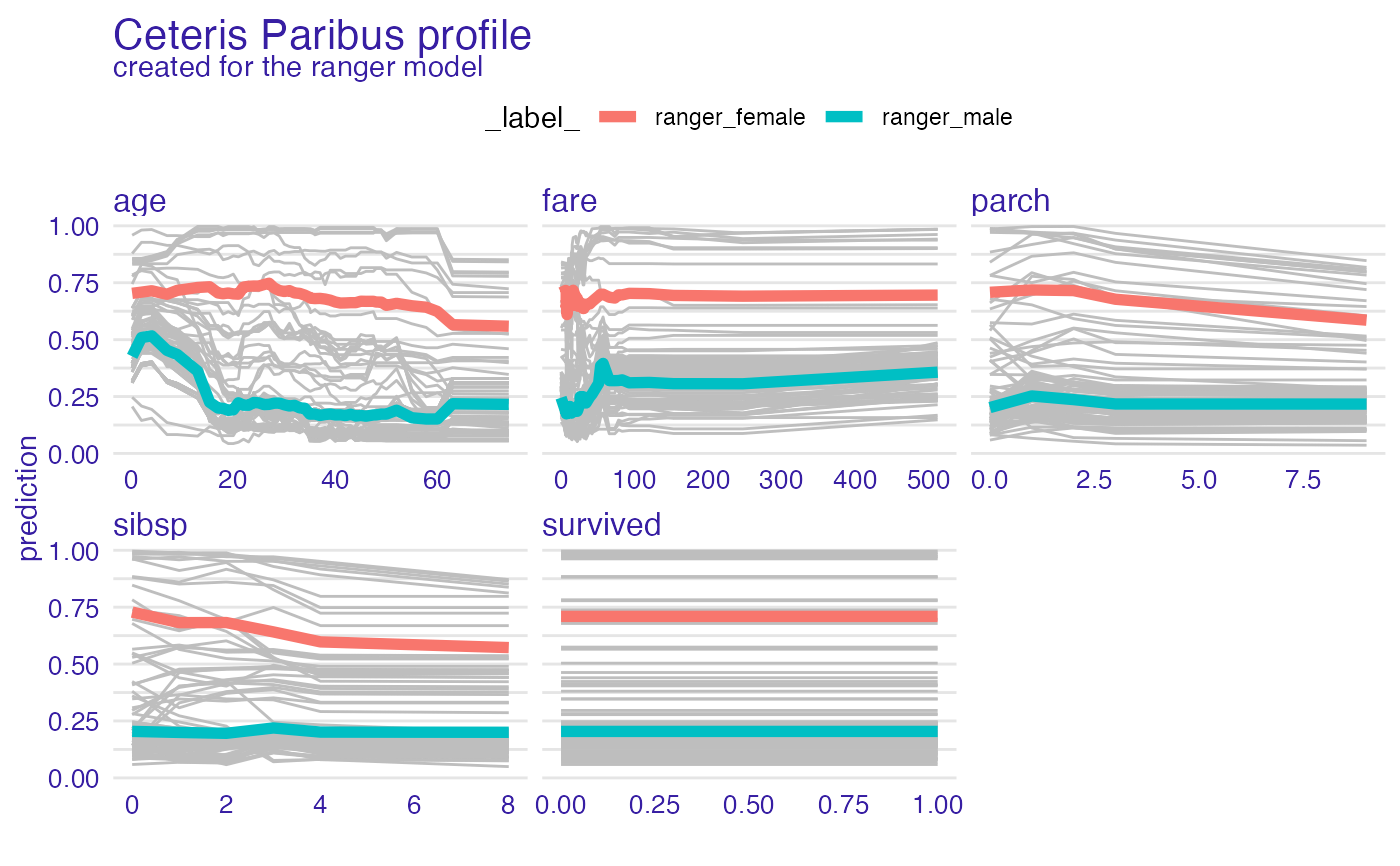 Ceteris Paribus profile
created for the ranger model
_label_ ranger_female ranger_male
age fare parch
1.00
0.75
0.50
0.25
0.00
0 20 40 60 0 100 200 300 400 500 0.0 2.5 5.0 7.5
prediction
sibsp survived
1.00
0.75
0.50
0.25
0.00
0 2 4 6 8 0.00 0.25 0.50 0.75 1.00